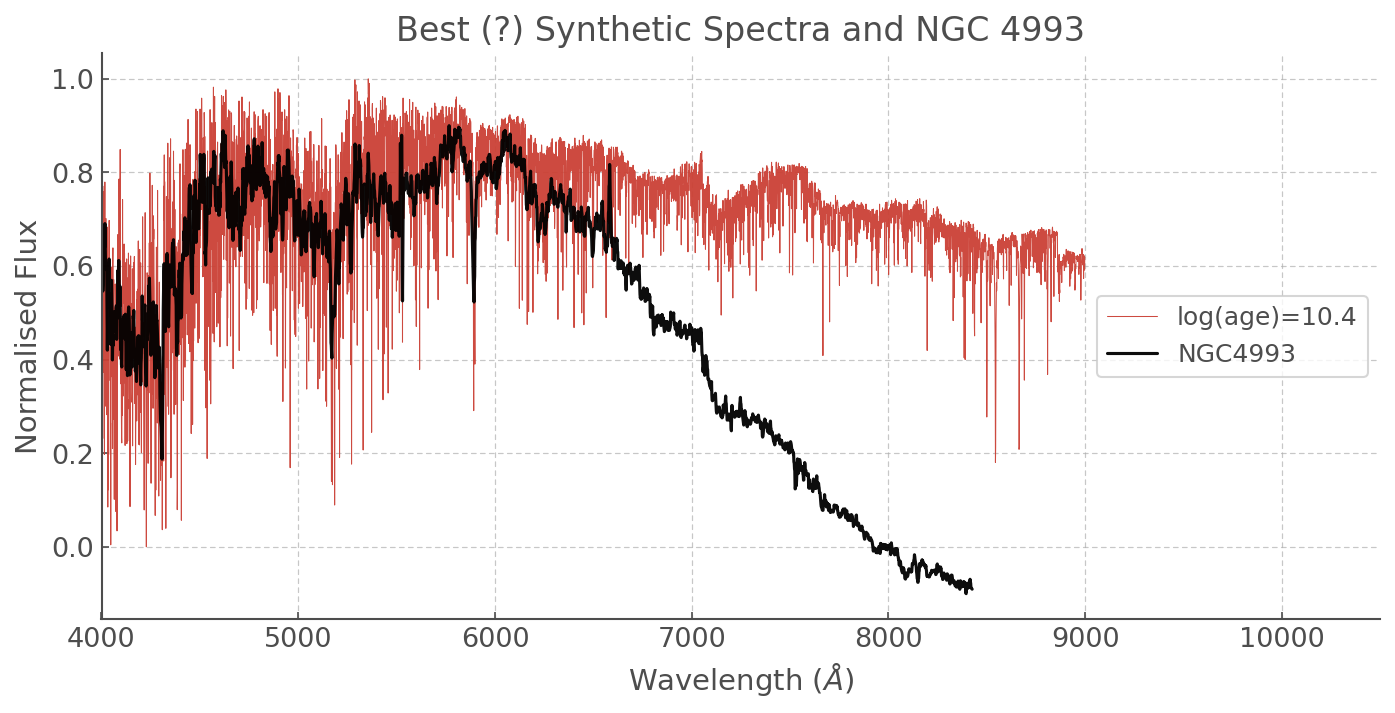 Best (?) Synthetic Spectra and NGC 4993
Normalised Flux
1.0
0.8
0.6
0.4
0.2
0.0
4000 5000 6000 7000 8000 9000 10000
Wavelength (Å)
log(age)=10.4
NGC4993